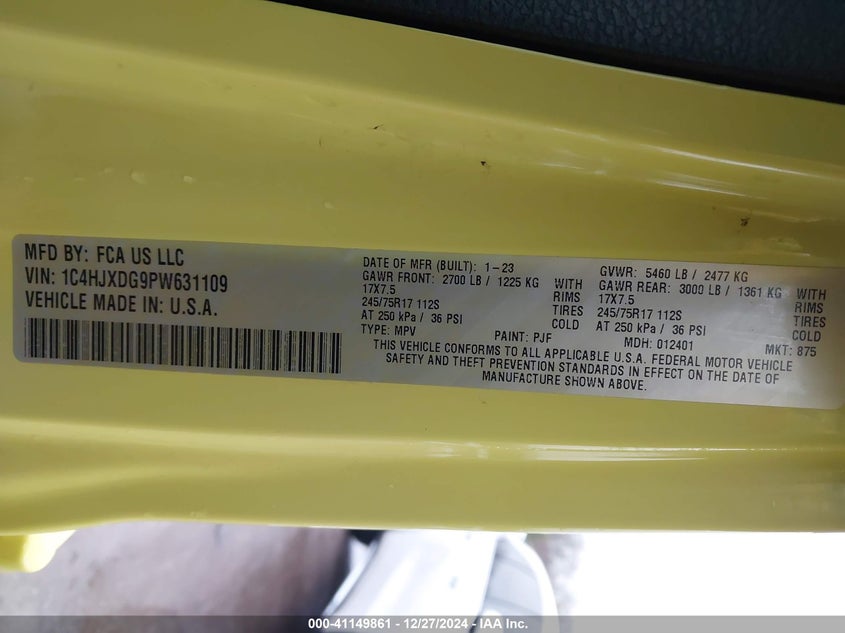 MFD BY: FCA US LLC
VIN: 1C4HJXDG9PW631109
VEHICLE MADE IN: U.S.A.
DATE OF MFR (BUILT): 1-23
GAWR FRONT: 2700 LB / 1225 KG WITH
17X7.5 RIMS
245/75R17 112S TIRES
AT 250 kPa / 36 PSI COLD
TYPE: MPV PAINT: PJF
GVWR: 5460 LB / 2477 KG
GAWR REAR: 3000 LB / 1361 KG WITH
17X7.5 RIMS
245/75R17 112S TIRES
AT 250 kPa / 36 PSI COLD
MDH: 012401 MKT: 875
THIS VEHICLE CONFORMS TO ALL APPLICABLE U.S.A. FEDERAL MOTOR VEHICLE
SAFETY AND THEFT PREVENTION STANDARDS IN EFFECT ON THE DATE OF
MANUFACTURE SHOWN ABOVE.
000-41149861 - 12/27/2024 - IAA Inc.